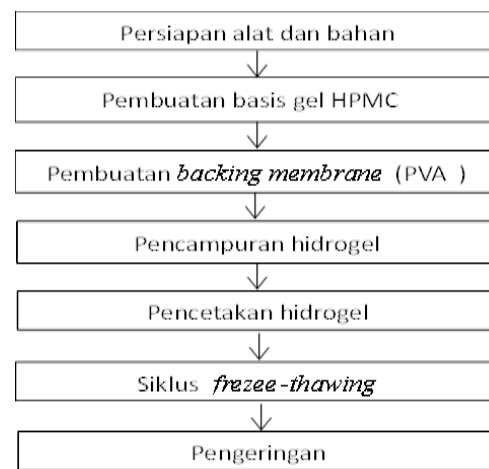 Persiapan alat dan bahan
Pembuatan basis gel HPMC
Pembuatan backing membrane (PVA )
Pencampuran hidrogel
Pencetakan hidrogel
Siklus frezee-thawing
Pengeringan